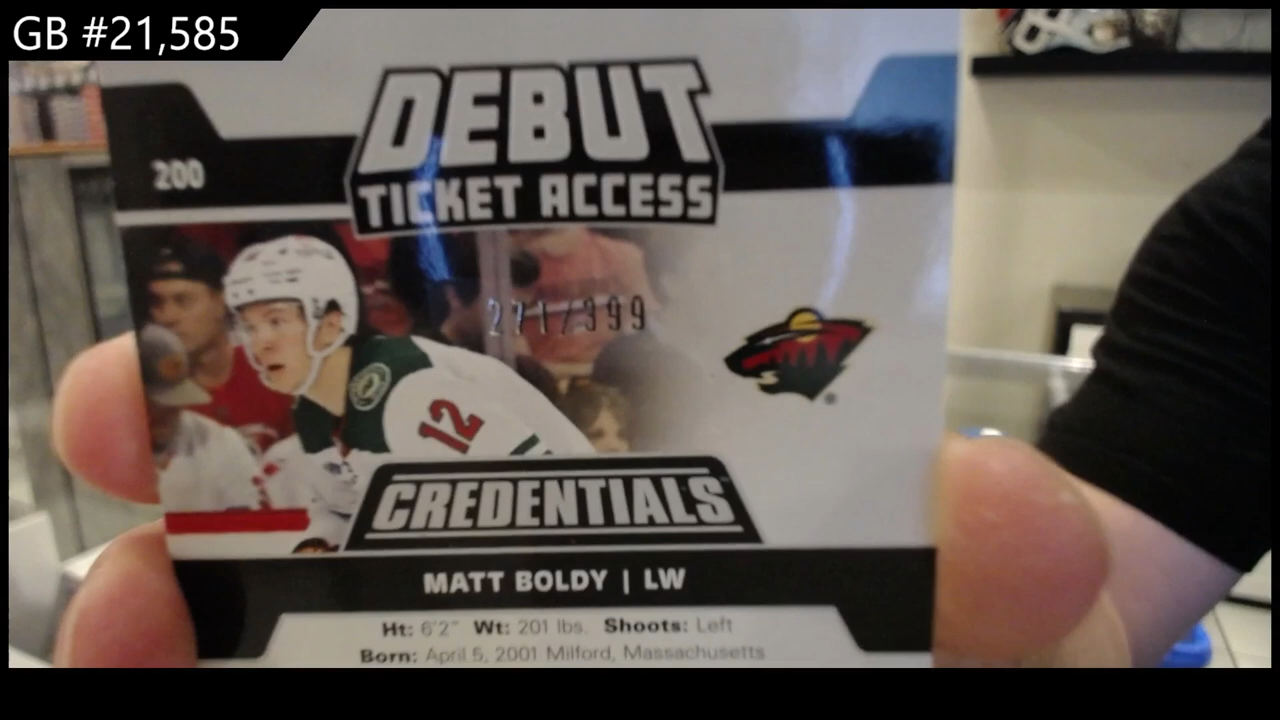 GB #21,585
DEBUT
TICKET ACCESS
200
271/399
12
CREDENTIALS
MATT BOLDY | LW
Ht: 6'2" Wt: 201 lbs. Shoots: Left
Born: April 5, 2001 Milford, Massachusetts